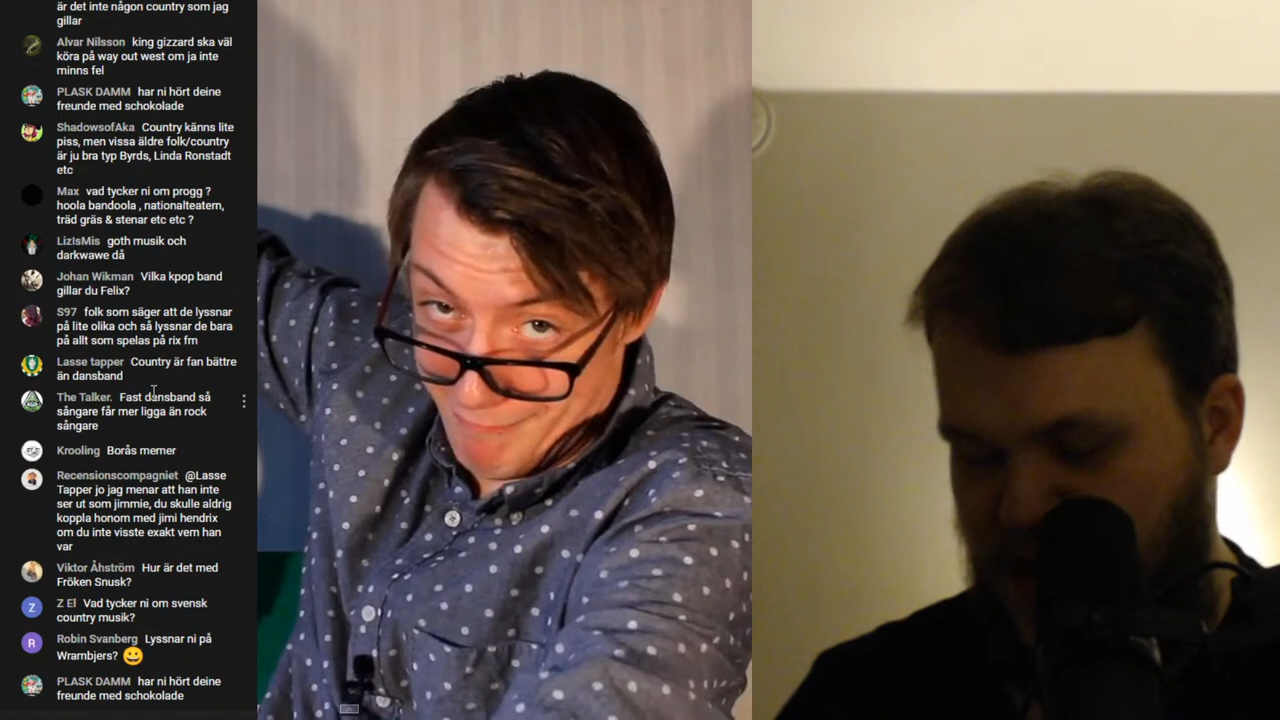 är det inte någon country som jag
gillar
Alvar Nilsson king gizzard ska väl
köra på way out west om ja inte
minns fel
PLASK DAMM har ni hört deine
freunde med schokolade
ShadowsofAka Country känns lite
piss, men vissa äldre folk/country
är ju bra typ Byrds, Linda Ronstadt
etc
Max vad tycker ni om progg ?
hoola bandoola , nationalteatern,
träd gräs & stenar etc etc ?
LizIsMis goth musik och
darkwawe då
Johan Wikman Vilka kpop band
gillar du Felix?
S97 folk som säger att de lyssnar
på lite olika och så lyssnar de bara
på allt som spelas på rix fm
Lasse tapper Country är fan bättre
än dansband
The Talker. Fast dansband så
sångare får mer ligga än rock
sångare
Krooling Borås memer
Recensionscompagniet @Lasse
Tapper jo jag menar att han inte
ser ut som jimmie, du skulle aldrig
koppla honom med jimi hendrix
om du inte visste exakt vem han
var
Viktor Åhström Hur är det med
Fröken Snusk?
Z El Vad tycker ni om svensk
country musik?
Robin Svanberg Lyssnar ni på
Wrambjers? 😀
PLASK DAMM har ni hört deine
freunde med schokolade
Z
R